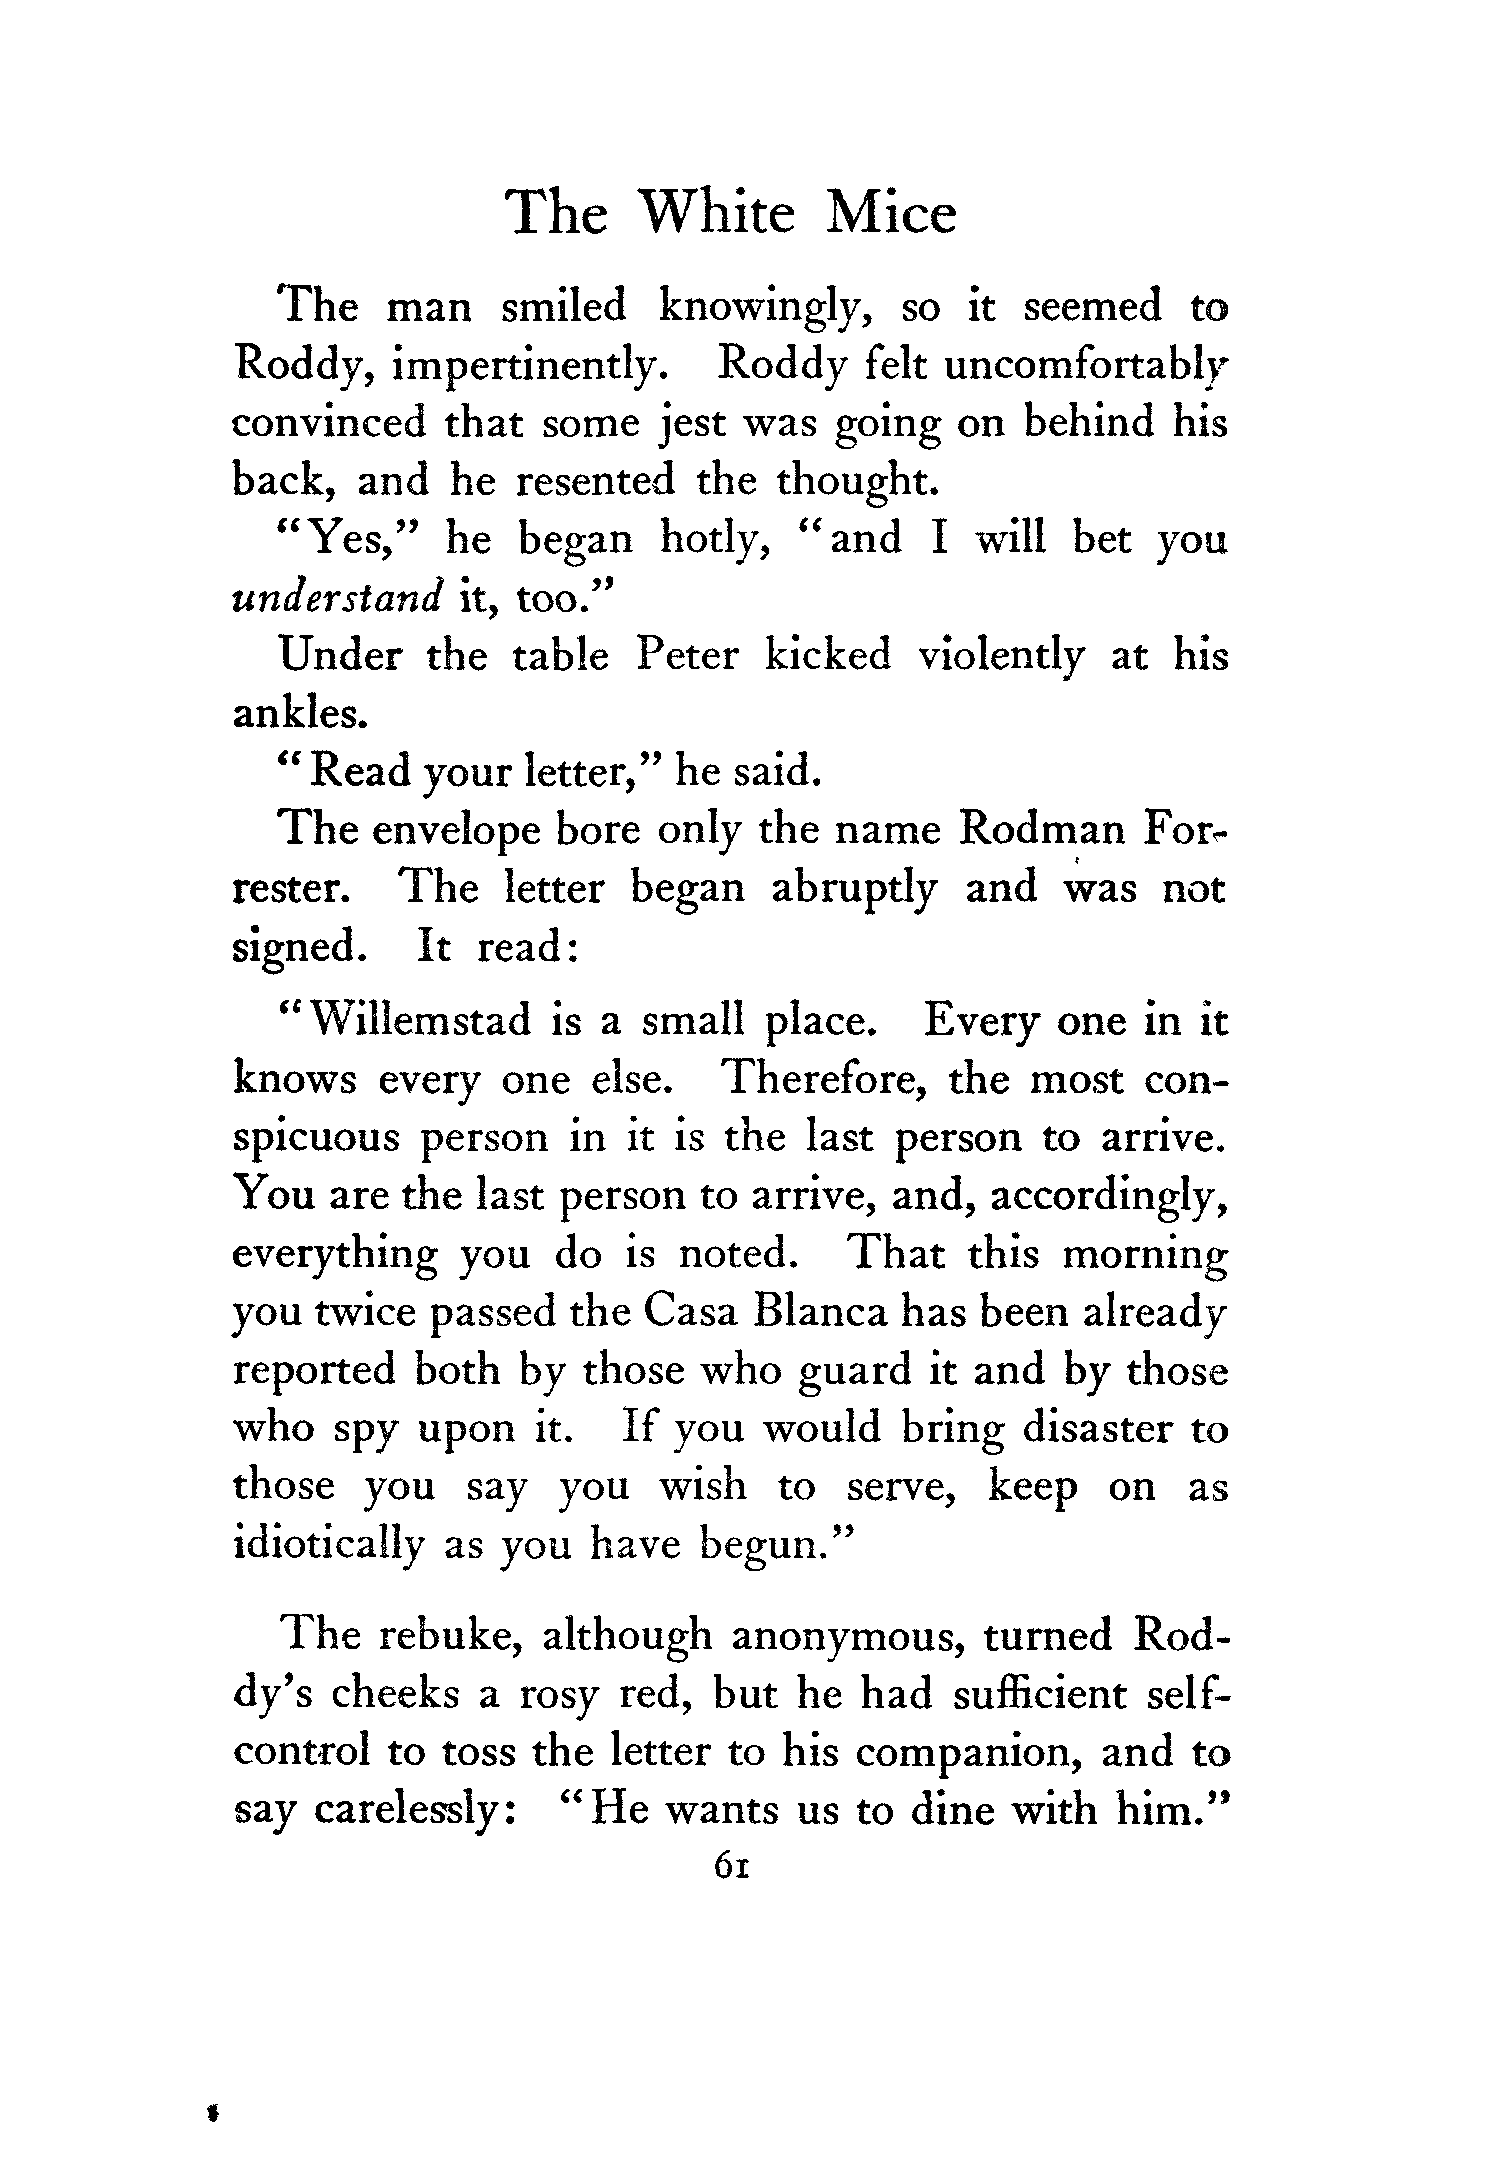 The White Mice
The man smiled knowingly, so it seemed to
Roddy, impertinently. Roddy felt uncomfortably
convinced that some jest was going on behind his
back, and he resented the thought.
"Yes," he began hotly, "and I will bet you
understand it, too."
Under the table Peter kicked violently at his
ankles.
"Read your letter," he said.
The envelope bore only the name Rodman For-
rester. The letter began abruptly and was not
signed. It read:
"Willemstad is a small place. Every one in it
knows every one else. Therefore, the most con-
spicuous person in it is the last person to arrive.
You are the last person to arrive, and, accordingly,
everything you do is noted. That this morning
you twice passed the Casa Blanca has been already
reported both by those who guard it and by those
who spy upon it. If you would bring disaster to
those you say you wish to serve, keep on as
idiotically as you have begun."
The rebuke, although anonymous, turned Rod-
dy's cheeks a rosy red, but he had sufficient self-
control to toss the letter to his companion, and to
say carelessly: "He wants us to dine with him."
61